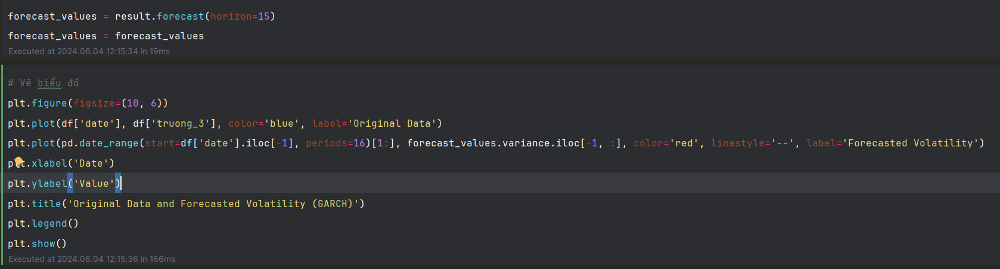 forecast_values = result.forecast(horizon=15)
forecast_values = forecast_values
Executed at 2024.06.04 12:15:34 in 19ms
# Vẽ biểu đồ
plt.figure(figsize=(10, 6))
plt.plot(df['date'], df['truong_3'], color='blue', label='Original Data')
plt.plot(pd.date_range(start=df['date'].iloc[-1], periods=16)[1:], forecast_values.variance.iloc[-1, :], color='red', linestyle='--', label='Forecasted Volatility')
plt.xlabel('Date')
plt.ylabel('Value')
plt.title('Original Data and Forecasted Volatility (GARCH)')
plt.legend()
plt.show()
Executed at 2024.06.04 12:15:36 in 166ms